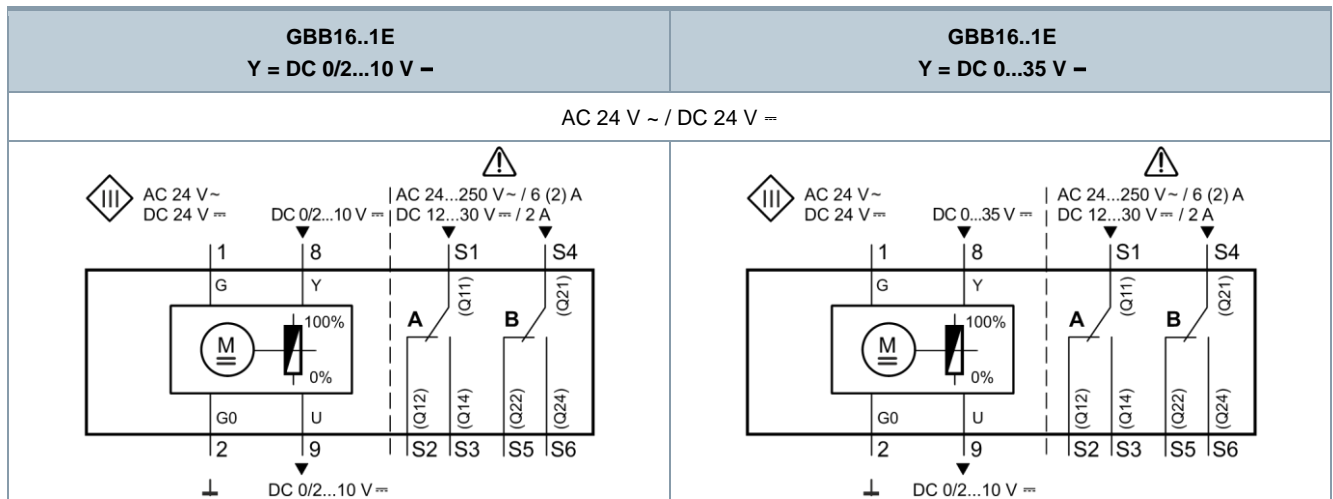 GBB16..1E
Y = DC 0/2...10 V ⎓
GBB16..1E
Y = DC 0...35 V ⎓
AC 24 V ~ / DC 24 V ⎓
III
AC 24 V ~
DC 24 V ⎓
DC 0/2...10 V ⎓
AC 24...250 V ~ / 6 (2) A
DC 12...30 V ⎓ / 2 A
1
8
S1
S4
G
Y
(Q11)
(Q21)
A
B
100%
M
0%
(Q12)
(Q14)
(Q22)
(Q24)
G0
U
2
9
S2
S3
S5
S6
DC 0/2...10 V ⎓
III
AC 24 V ~
DC 24 V ⎓
DC 0...35 V ⎓
AC 24...250 V ~ / 6 (2) A
DC 12...30 V ⎓ / 2 A
1
8
S1
S4
G
Y
(Q11)
(Q21)
A
B
100%
M
0%
(Q12)
(Q14)
(Q22)
(Q24)
G0
U
2
9
S2
S3
S5
S6
DC 0/2...10 V ⎓